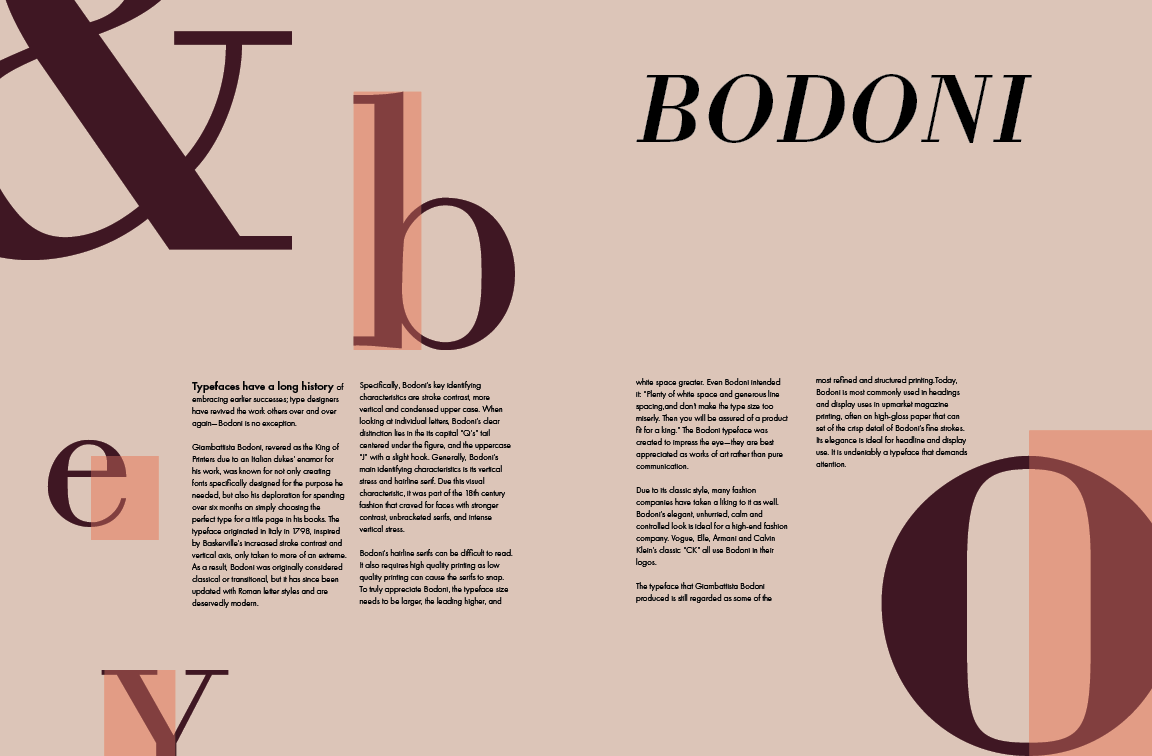 &
b
BODONI
e
Y
O
Typefaces have a long history of
embracing earlier successes; type designers
have revived the work others over and over
again—Bodoni is no exception.
Giambattista Bodoni, revered as the King of
Printers due to an Italian dukes' enamor for
his work, was known for not only creating
fonts specifically designed for the purpose he
needed, but also his deploration for spending
over six months on simply choosing the
perfect type for a title page in his books. The
typeface originated in Italy in 1798, inspired
by Baskerville's increased stroke contrast and
vertical axis, only taken to more of an extreme.
As a result, Bodoni was originally considered
classical or transitional, but it has since been
updated with Roman letter styles and are
deservedly modern.
Specifically, Bodoni's key identifying
characteristics are stroke contrast, more
vertical and condensed upper case. When
looking at individual letters, Bodoni's clear
distinction lies in the its capital "Q's" tail
centered under the figure, and the uppercase
"J" with a slight hook. Generally, Bodoni's
main identifying characteristics is its vertical
stress and hairline serif. Due this visual
characteristic, it was part of the 18th century
fashion that craved for faces with stronger
contrast, unbracketed serifs, and intense
vertical stress.
Bodoni's hairline serifs can be difficult to read.
It also requires high quality printing as low
quality printing can cause the serifs to snap.
To truly appreciate Bodoni, the typeface size
needs to be larger, the leading higher, and
white space greater. Even Bodoni intended
it: "Plenty of white space and generous line
spacing,and don't make the type size too
miserly. Then you will be assured of a product
fit for a king." The Bodoni typeface was
created to impress the eye—they are best
appreciated as works of art rather than pure
communication.
Due to its classic style, many fashion
companies have taken a liking to it as well.
Bodoni's elegant, unhurried, calm and
controlled look is ideal for a high-end fashion
company. Vogue, Elle, Armani and Calvin
Klein's classic "CK" all use Bodoni in their
logos.
The typeface that Giambattista Bodoni
produced is still regarded as some of the
most refined and structured printing.Today,
Bodoni is most commonly used in headings
and display uses in upmarket magazine
printing, often on high-gloss paper that can
set of the crisp detail of Bodoni's fine strokes.
Its elegance is ideal for headline and display
use. It is undeniably a typeface that demands
attention.